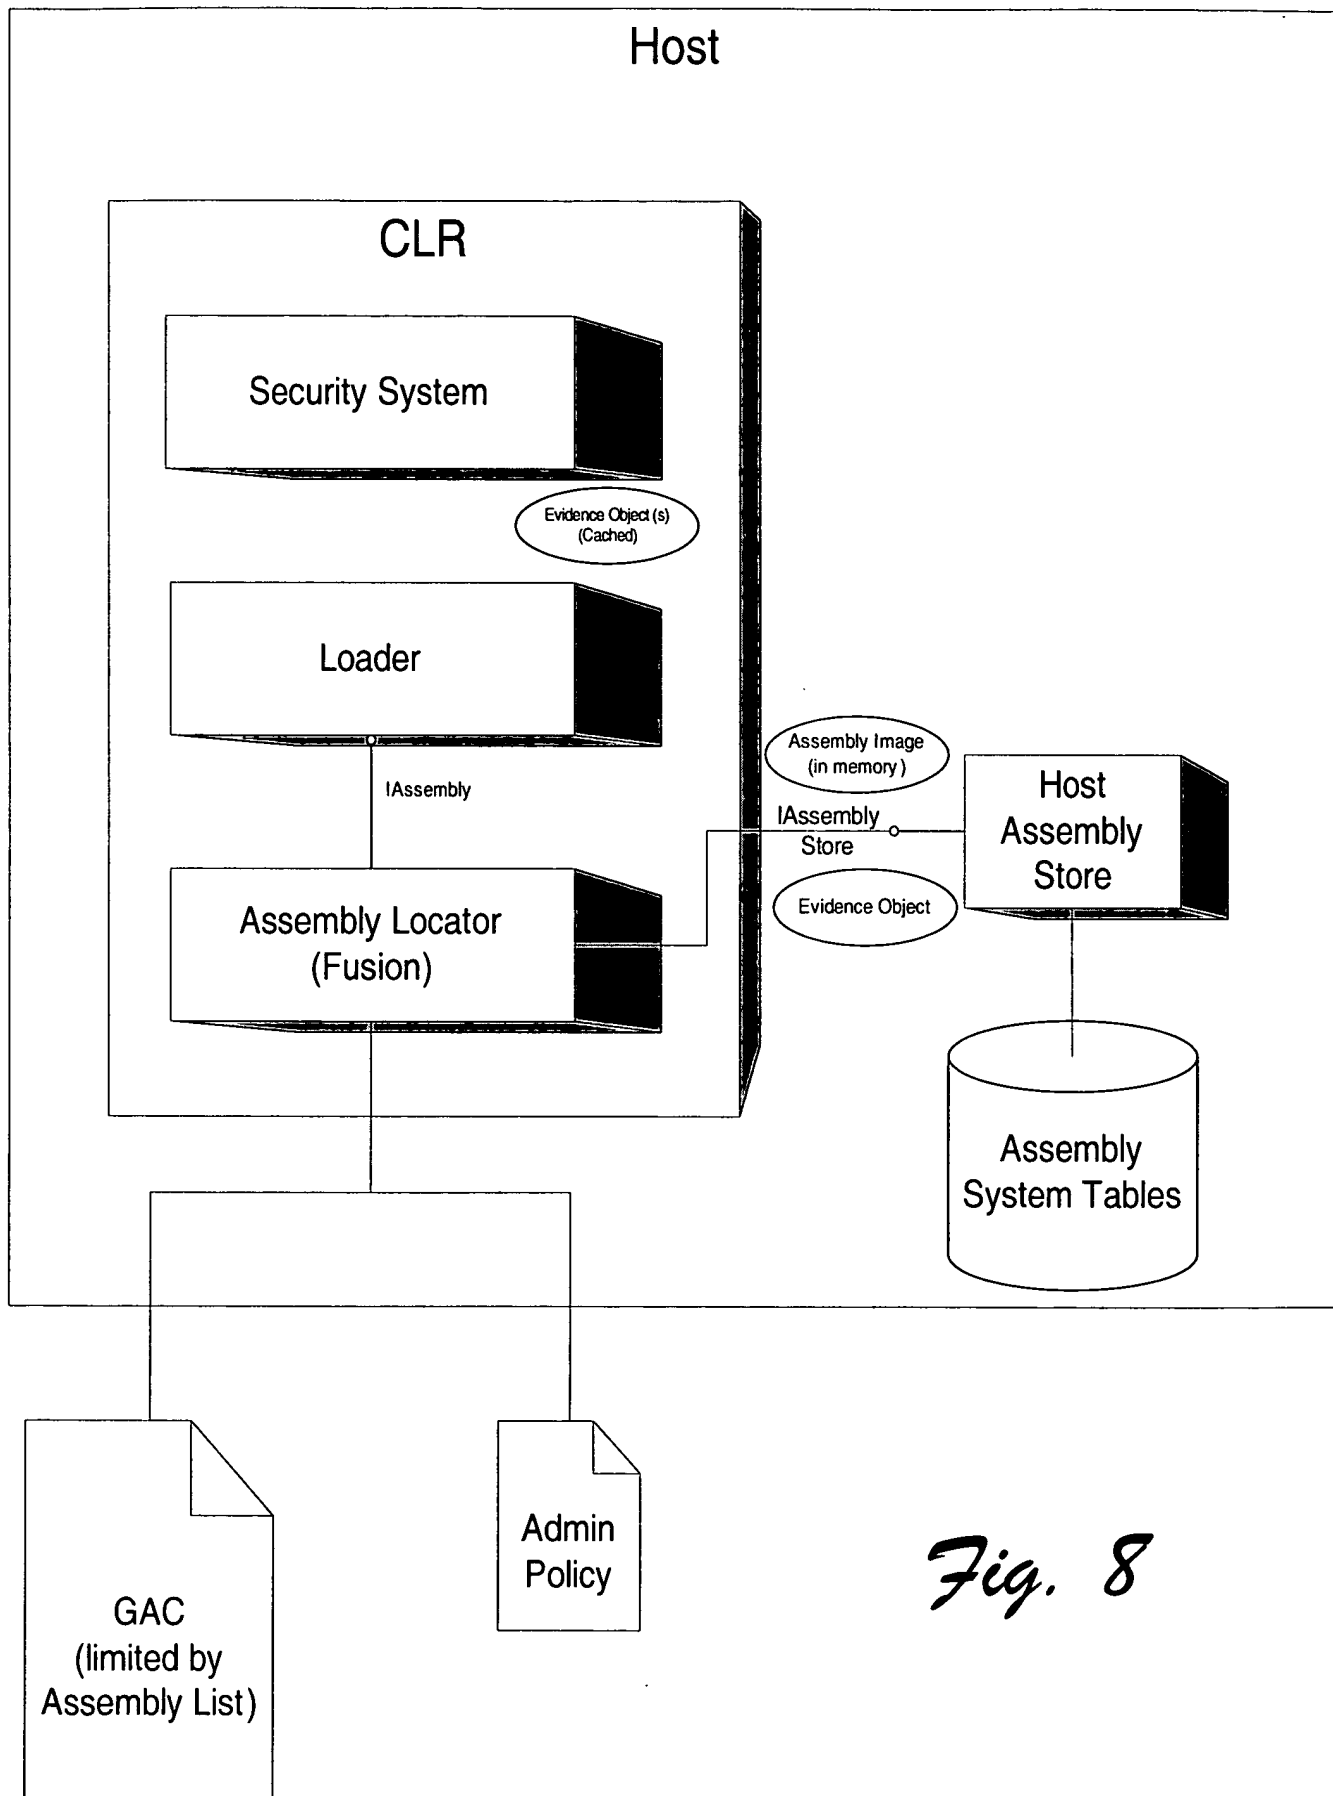 Host
CLR
Security System
Evidence Object (s)
(Cached)
Loader
IAssembly
Assembly Image
(in memory)
IAssembly
Store
Evidence Object
Host
Assembly
Store
Assembly Locator
(Fusion)
Assembly
System Tables
Admin
Policy
GAC
(limited by
Assembly List)
Fig. 8